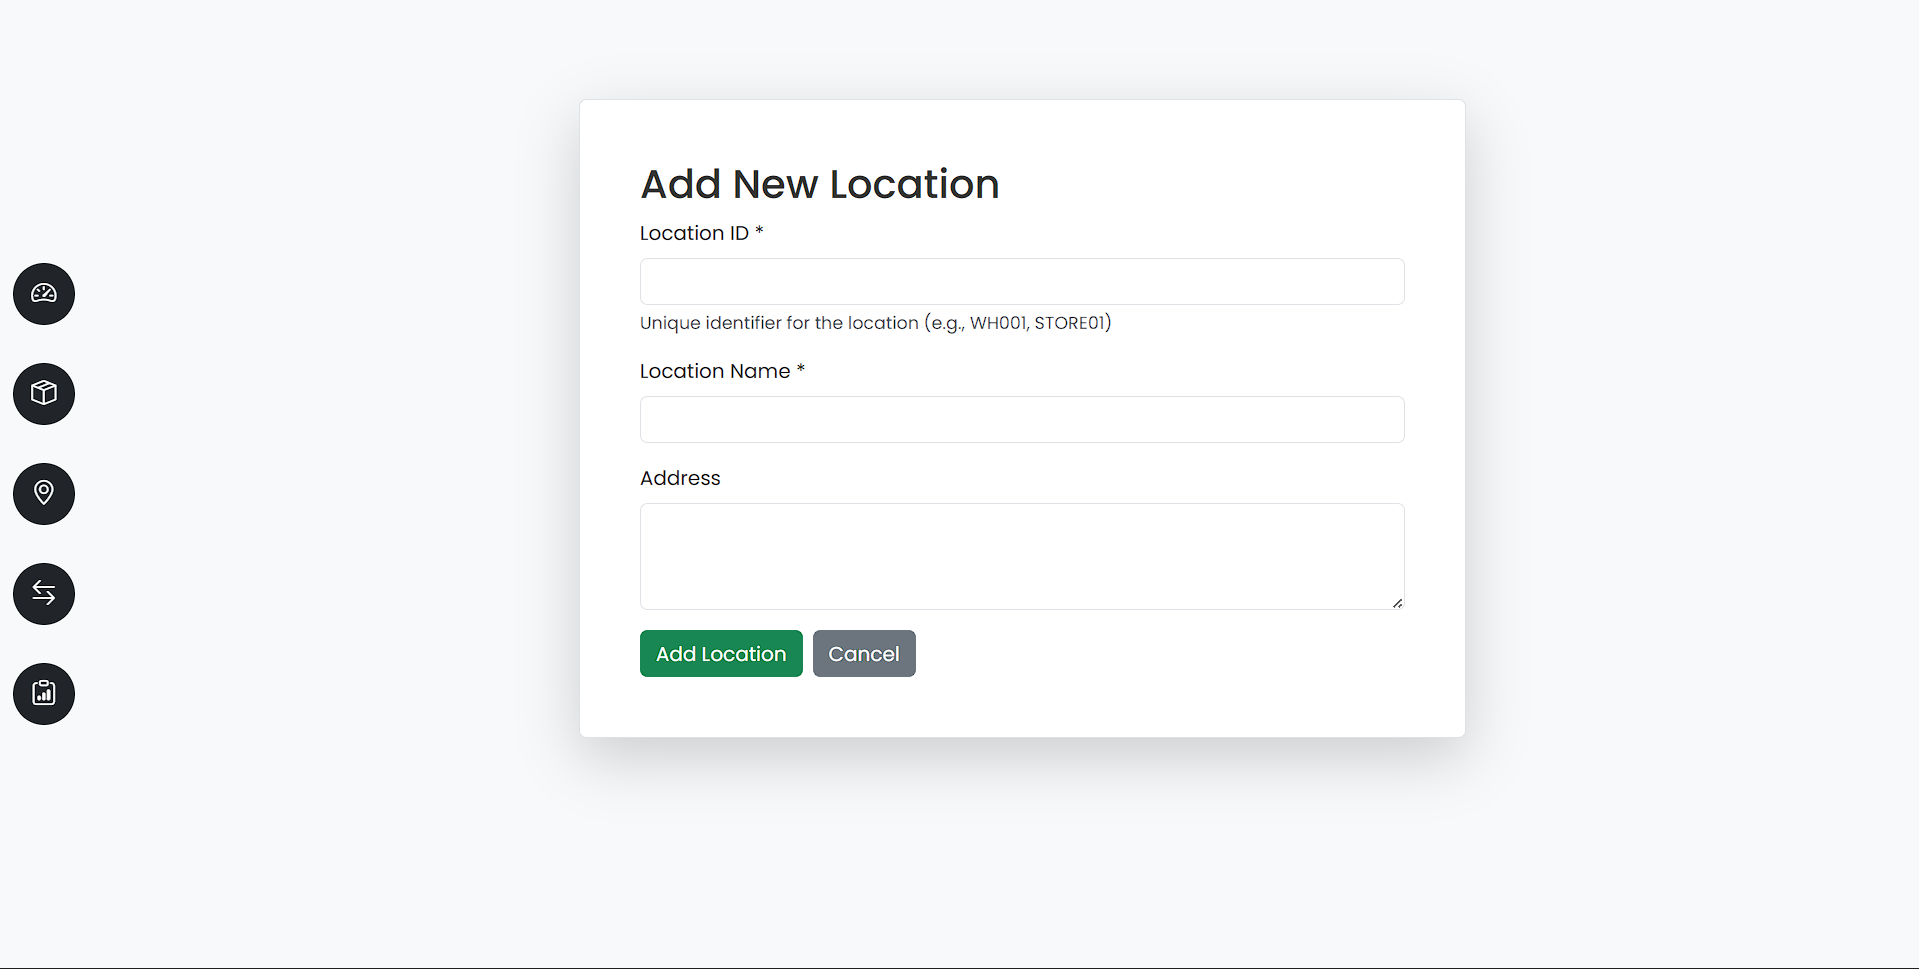 Add New Location
Location ID *
Unique identifier for the location (e.g., WH001, STORE01)
Location Name *
Address
Add Location
Cancel